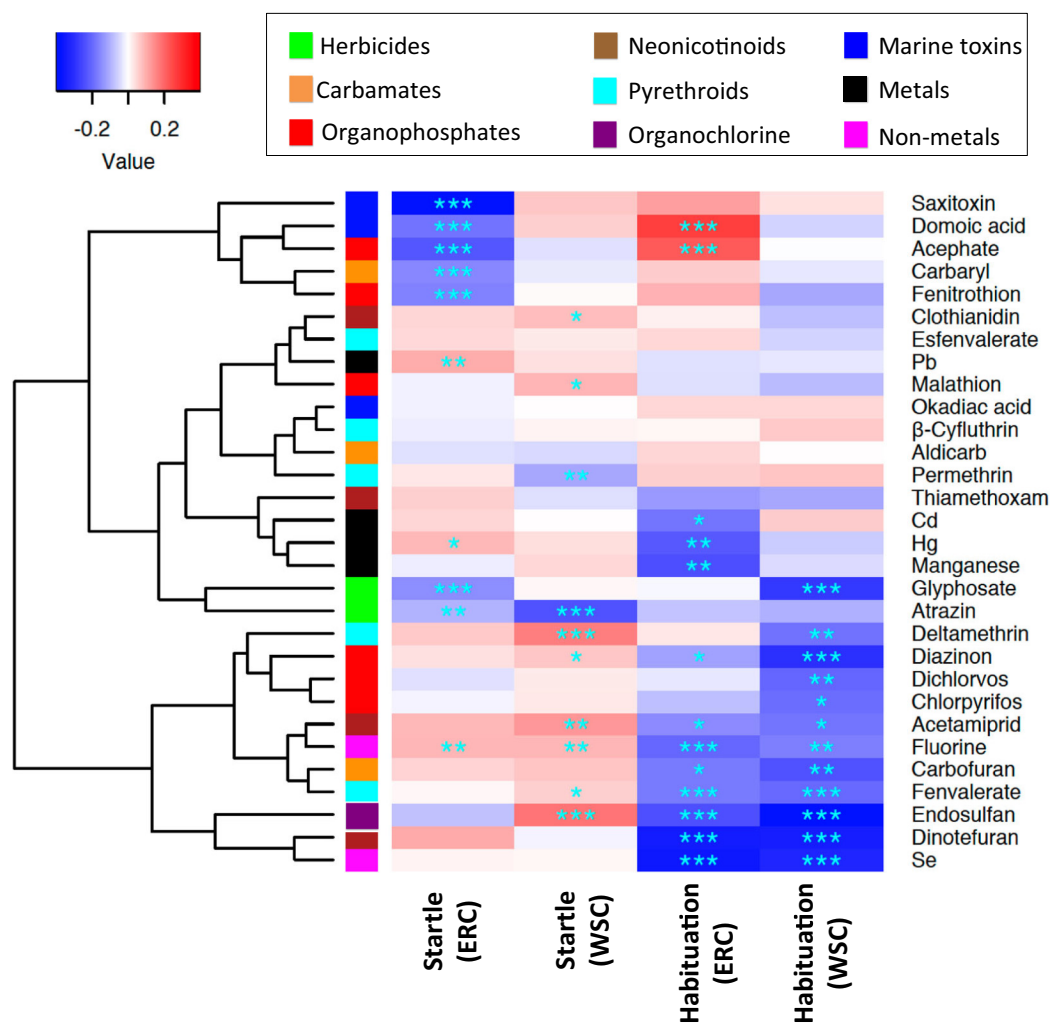 -0.2 0.2
Value
Herbicides Neonicotinoids Marine toxins
Carbamates Pyrethroids Metals
Organophosphates Organochlorine Non-metals
*** Saxitoxin
*** *** Domoic acid
*** *** Acephate
*** Carbaryl
*** Fenitrothion
* Clothianidin
Esfenvalerate
** Pb
* Malathion
Okadiac acid
β-Cyfluthrin
Aldicarb
** Permethrin
Thiamethoxam
* Cd
* ** Hg
** Manganese
*** *** Glyphosate
** *** Atrazin
*** ** Deltamethrin
* * *** Diazinon
** Dichlorvos
* Chlorpyrifos
** * * Acetamiprid
** ** *** ** Fluorine
* ** Carbofuran
* *** *** Fenvalerate
*** *** *** Endosulfan
*** *** Dinotefuran
*** *** Se
Startle
(ERC)
Startle
(WSC)
Habituation
(ERC)
Habituation
(WSC)